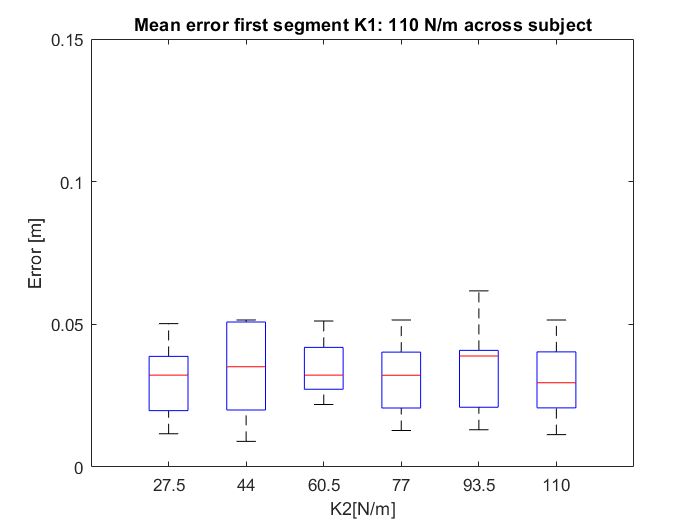 Mean error first segment K1: 110 N/m across subject
0.15
0.1
0.05
0
Error [m]
27.5 44 60.5 77 93.5 110
K2[N/m]